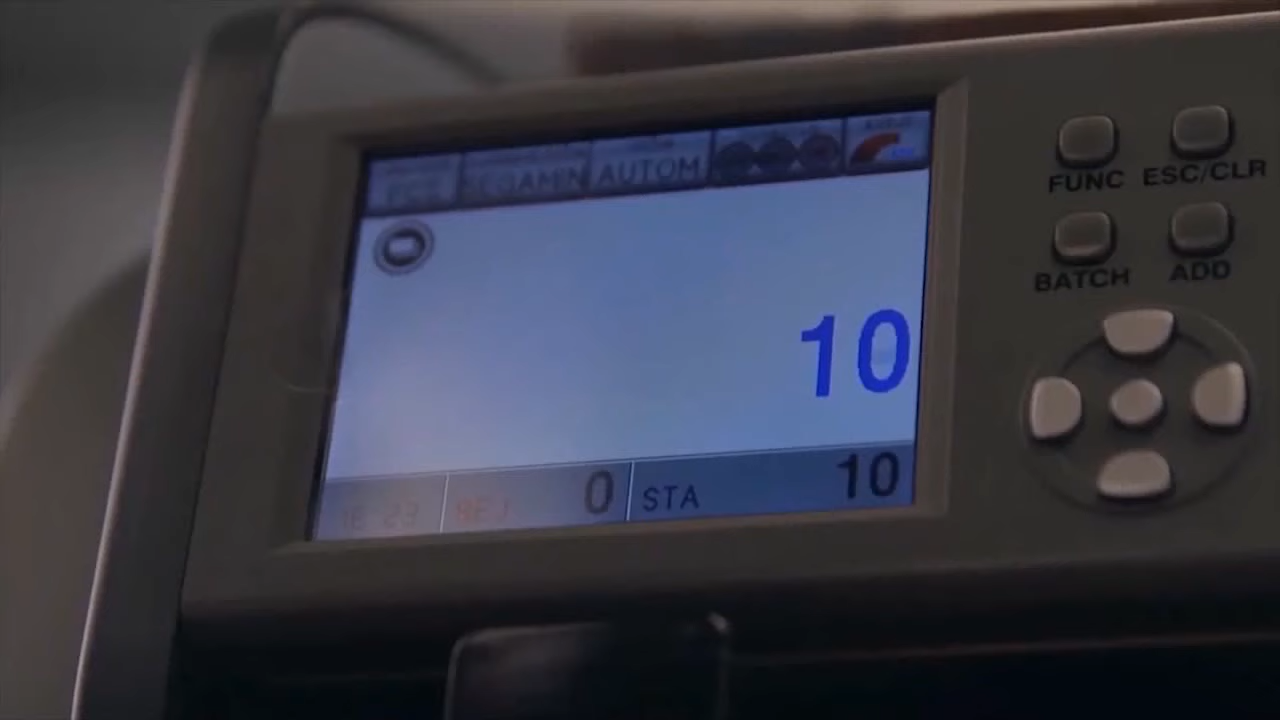 AUTOM
10
0 STA 10
FUNC ESC/CLR
BATCH ADD